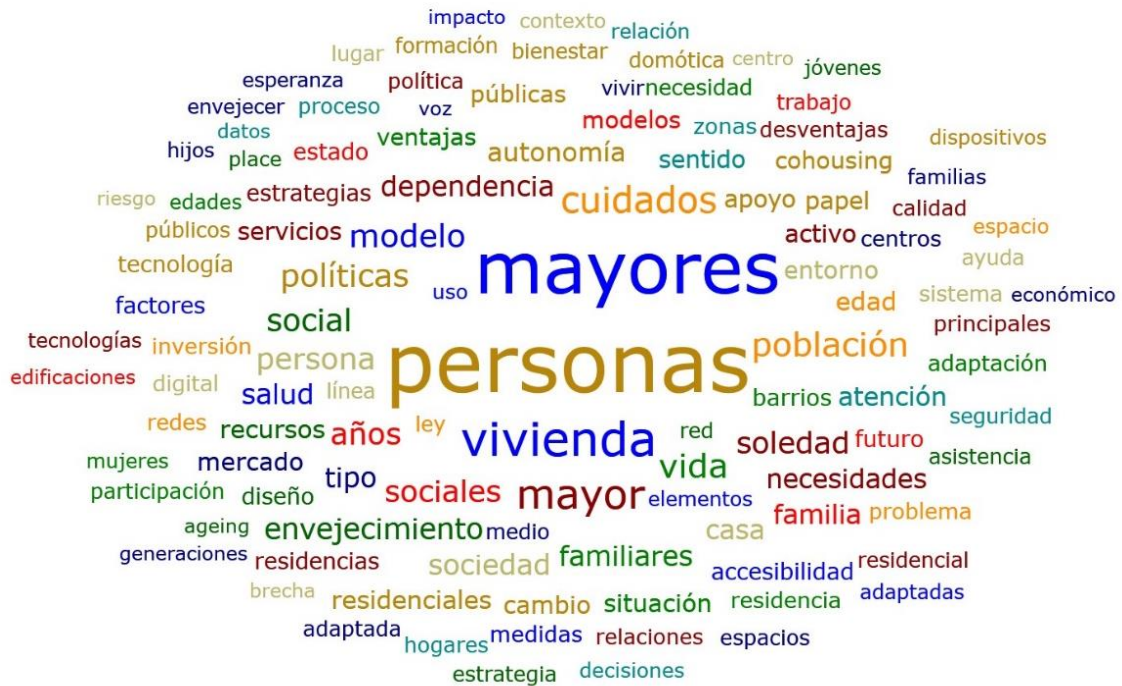 impacto contexto
lugar formación bienestar relación
domótica centro jóvenes
esperanza política públicas vivir necesidad
envejecer proceso voz modelos zonas desventajas trabajo
datos ventajas dispositivos
hijos place estado autonomía sentido cohousing familias
riesgo edades estrategias dependencia cuidados apoyo papel calidad
públicos servicios modelo mayores activo centros espacio
tecnología políticas uso entorno ayuda
factores social edad sistema económico
tecnologías inversión persona personas población principales
edificaciones digital salud línea adaptación
redes recursos años ley vivienda red barrios atención seguridad
mujeres mercado tipo vida soledad futuro asistencia
participación diseño sociales mayor elementos necesidades
ageing envejecimiento medio casa familia problema
generaciones residencias sociedad familiares accesibilidad residencial
brecha residenciales cambio situación residencia adaptadas
adaptada hogares medidas relaciones espacios
estrategia decisiones